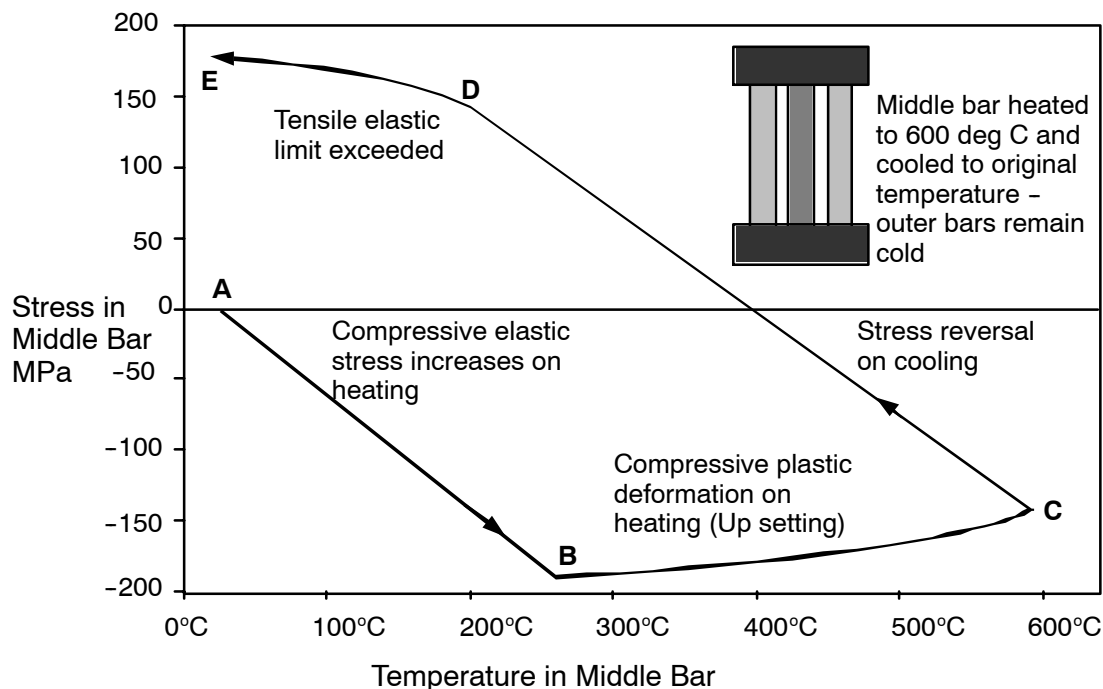 200
150
100
50
0
-50
-100
-150
-200
Stress in
Middle Bar
MPa
E
D
Tensile elastic
limit exceeded
Middle bar heated
to 600 deg C and
cooled to original
temperature –
outer bars remain
cold
A
Compressive elastic
stress increases on
heating
Stress reversal
on cooling
Compressive plastic
deformation on
heating (Up setting)
B
C
0°C 100°C 200°C 300°C 400°C 500°C 600°C
Temperature in Middle Bar